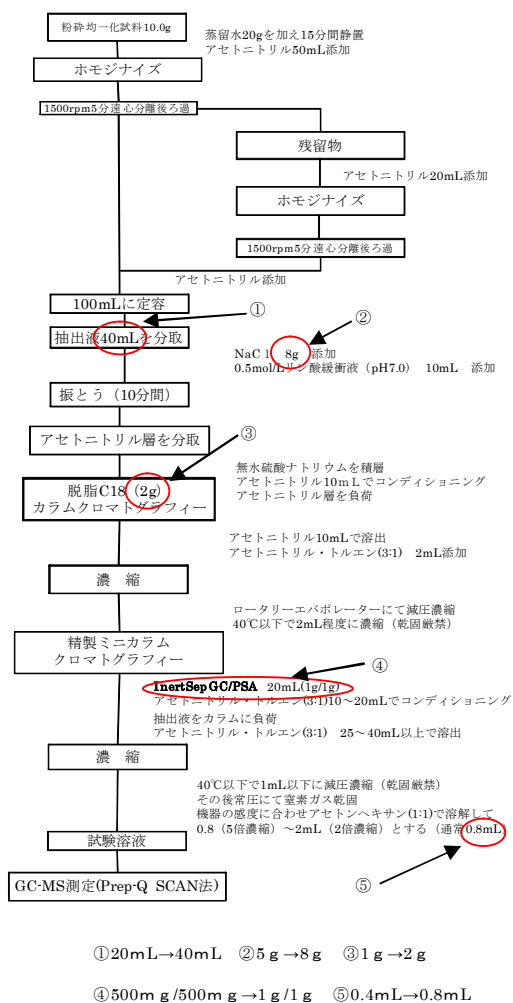 粉砕均一化試料10.0g
蒸留水20gを加え15分間静置
アセトニトリル50mL添加
ホモジナイズ
1500rpm5分遠心分離後ろ過
残留物
アセトニトリル20mL添加
ホモジナイズ
1500rpm5分遠心分離後ろ過
アセトニトリル添加
100mLに定容
①
②
抽出液40mLを分取
NaCl 8g 添加
0.5mol/Lリン酸緩衝液（pH7.0） 10mL 添加
振とう（10分間）
アセトニトリル層を分取
③
無水硫酸ナトリウムを積層
アセトニトリル10mLでコンディショニング
アセトニトリル層を負荷
脱脂C18（2g）
カラムクロマトグラフィー
アセトニトリル10mLで溶出
アセトニトリル・トルエン(3:1) 2mL添加
濃 縮
ロータリーエバポレーターにて減圧濃縮
40℃以下で2mL程度に濃縮（乾固厳禁）
精製ミニカラム
クロマトグラフィー
④
InertSep GC/PSA 20mL(1g/1g)
アセトニトリル・トルエン(3:1)10～20mLでコンディショニング
抽出液をカラムに負荷
アセトニトリル・トルエン(3:1) 25～40mL以上で溶出
濃 縮
40℃以下で1mL以下に減圧濃縮（乾固厳禁）
その後常圧にて窒素ガス乾固
機器の感度に合わせアセトンヘキサン(1:1)で溶解して
0.8（5倍濃縮）～2mL（2倍濃縮）とする（通常0.8mL）
試験溶液
GC-MS測定(Prep-Q SCAN法)
⑤
①20mL→40mL ②5g→8g ③1g→2g
④500mg/500mg→1g/1g ⑤0.4mL→0.8mL